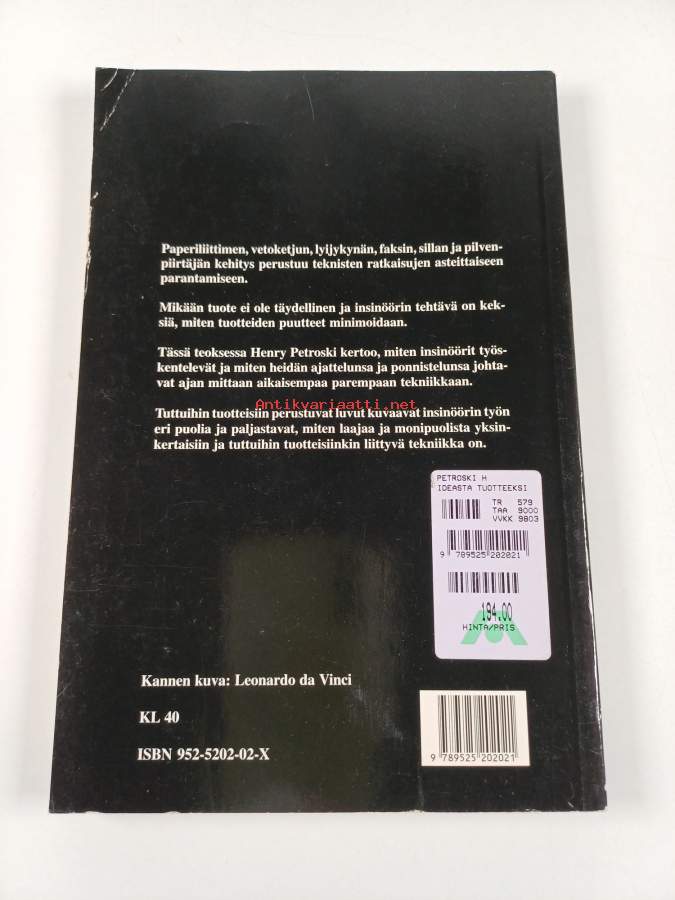 Paperiliittimen, vetoketjun, lyijykynän, faksin, sillan ja pilven-
piirtäjän kehitys perustuu teknisten ratkaisujen asteittaiseen
parantamiseen.
Mikään tuote ei ole täydellinen ja insinöörin tehtävä on kek-
siä, miten tuotteiden puutteet minimoidaan.
Tässä teoksessa Henry Petroski kertoo, miten insinöörit työs-
kentelevät ja miten heidän ajattelunsa ja ponnistelunsa johta-
vat ajan mittaan aikaisempaa parempaan tekniikkaan.
Antikvariaatti.net
Tuttuihin tuotteisiin perustuvat luvut kuvaavat insinöörin työn
eri puolia ja paljastavat, miten laajaa ja monipuolista yksin-
kertaisiin ja tuttuihin tuotteisiinkin liittyvä tekniikka on.
PETROSKI H
IDEASTA TUOTTEEKSI
TR 579
TAA 9000
VVKK 9803
9 789525 202021
194.00
HINTA/PRIS
Kannen kuva: Leonardo da Vinci
KL 40
ISBN 952-5202-02-X
9 789525 202021